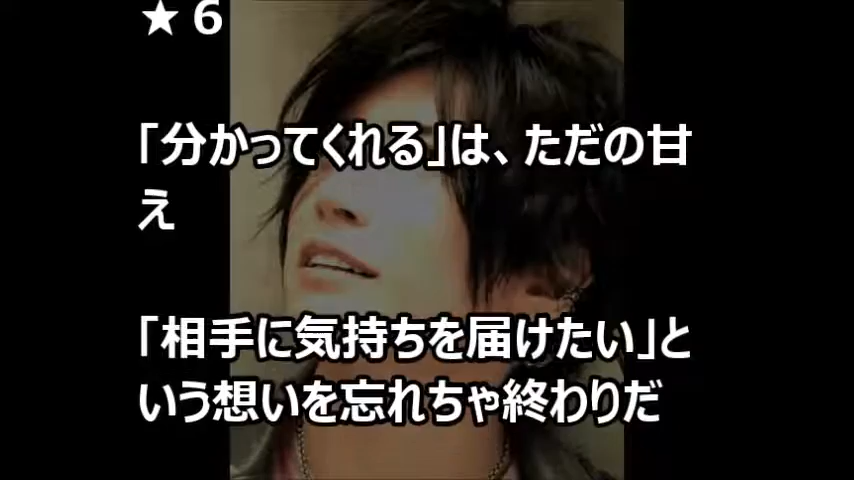 ★６
「分かってくれる」は、ただの甘
え
「相手に気持ちを届けたい」と
いう想いを忘れちゃ終わりだ